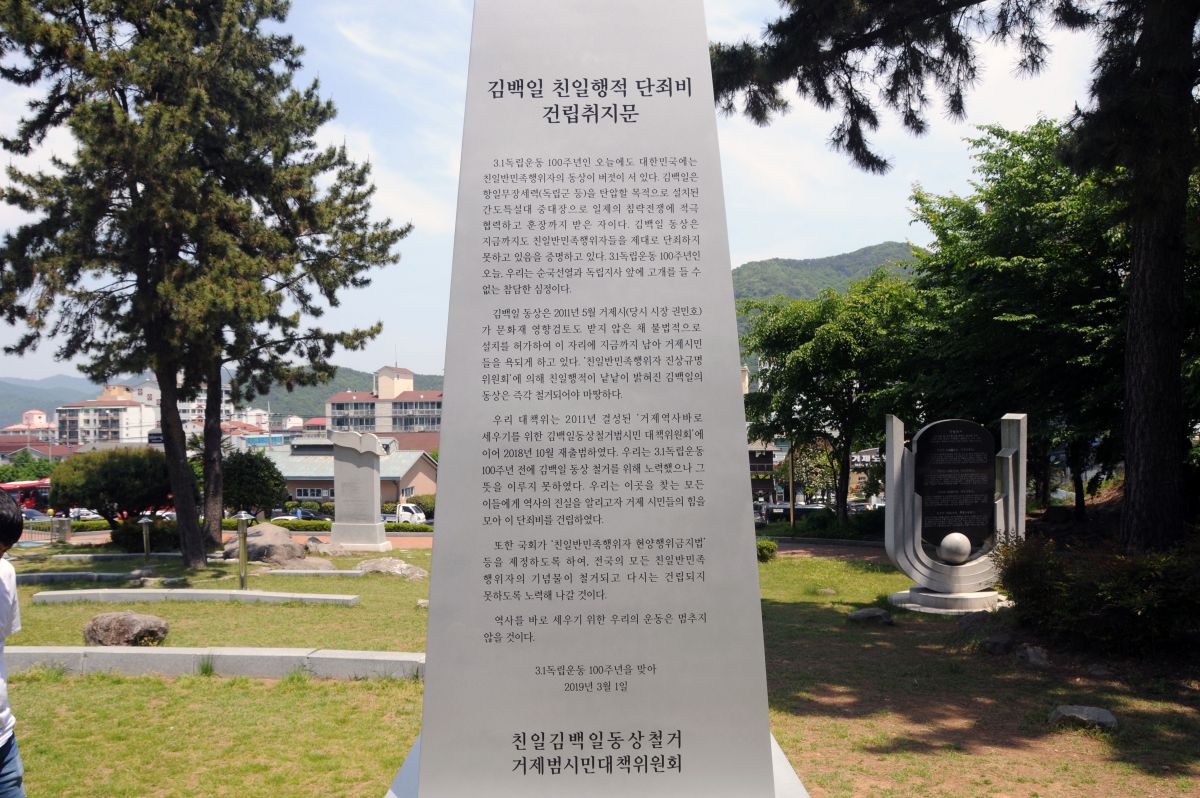 김백일 친일행적 단죄비
건립취지문
3.1독립운동 100주년인 오늘에도 대한민국에는
친일반민족행위자의 동상이 버젓이 서 있다. 김백일은
항일무장세력(독립군 등)을 탄압할 목적으로 설치된
간도특설대 중대장으로 일제의 침략전쟁에 적극
협력하고 훈장까지 받은 자이다. 김백일 동상은
지금까지도 친일반민족행위자들을 제대로 단죄하지
못하고 있음을 증명하고 있다. 3.1독립운동 100주년인
오늘, 우리는 순국선열과 독립지사 앞에 고개를 들 수
없는 참담한 심정이다.
김백일 동상은 2011년 5월 거제시(당시 시장 권민호)
가 문화재 영향검토도 받지 않은 채 불법적으로
설치를 허가하여 이 자리에 지금까지 남아 거제시민
들을 욕되게 하고 있다. '친일반민족행위자 진상규명
위원회'에 의해 친일행적이 낱낱이 밝혀진 김백일의
동상은 즉각 철거되어야 마땅하다.
우리 대책위는 2011년 결성된 '거제역사바로
세우기를 위한 김백일동상철거범시민 대책위원회'에
이어 2018년 10월 재출범하였다. 우리는 3.1독립운동
100주년 전에 김백일 동상 철거를 위해 노력했으나 그
뜻을 이루지 못하였다. 우리는 이곳을 찾는 모든
이들에게 역사의 진실을 알리고자 거제 시민들의 힘을
모아 이 단죄비를 건립하였다.
또한 국회가 '친일반민족행위자 현양행위금지법'
등을 제정하도록 하여, 전국의 모든 친일반민족
행위자의 기념물이 철거되고 다시는 건립되지
못하도록 노력해 나갈 것이다.
역사를 바로 세우기 위한 우리의 운동은 멈추지
않을 것이다.
3.1독립운동 100주년을 맞아
2019년 3월 1일
친일김백일동상철거
거제범시민대책위원회